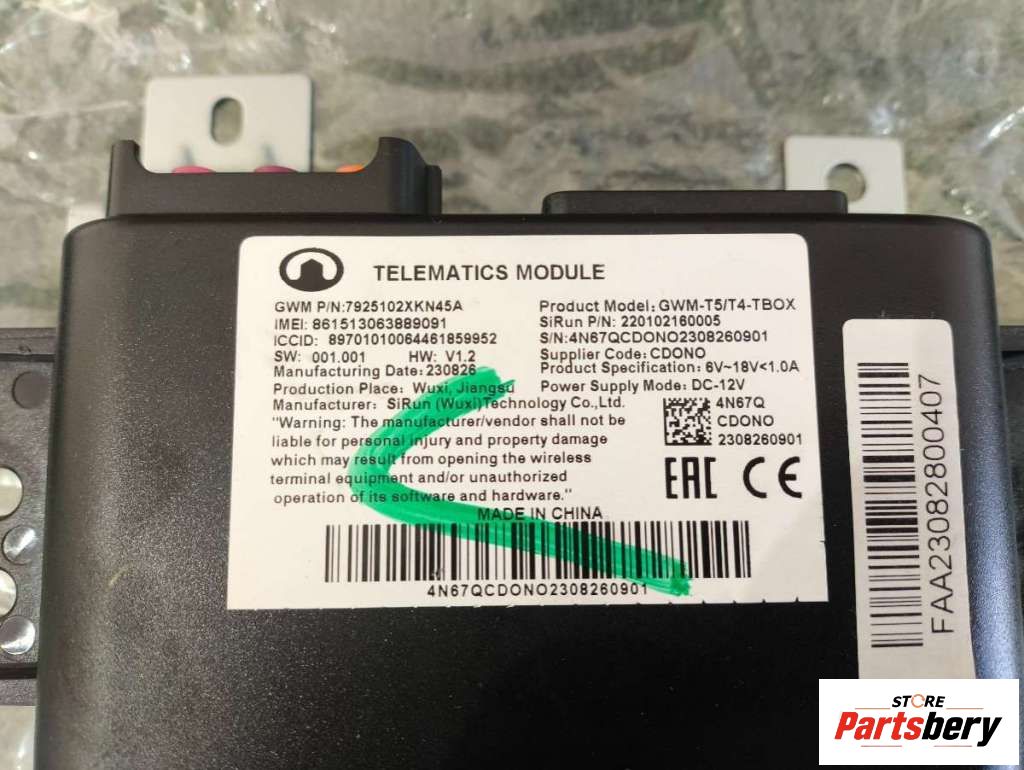 TELEMATICS MODULE
GWM P/N:7925102XKN45A
IMEI: 861513063889091
ICCID: 89701010064461859952
SW: 001.001 HW: V1.2
Manufacturing Date: 230826
Production Place: Wuxi, Jiangsu
Manufacturer: SiRun (Wuxi)Technology Co.,Ltd.
"Warning: The manufacturer/vendor shall not be
liable for personal injury and property damage
which may result from opening the wireless
terminal equipment and/or unauthorized
operation of its software and hardware."
Product Model: GWM-T5/T4-TBOX
SiRun P/N: 220102160005
S/N:4N67QCDONO2308260901
Supplier Code: CDONO
Product Specification: 6V~18V<1.0A
Power Supply Mode: DC-12V
4N67Q
CDONO
2308260901
EAC CE
MADE IN CHINA
4N67QCDONO2308260901
FAA23082800407
STORE
Partsbery